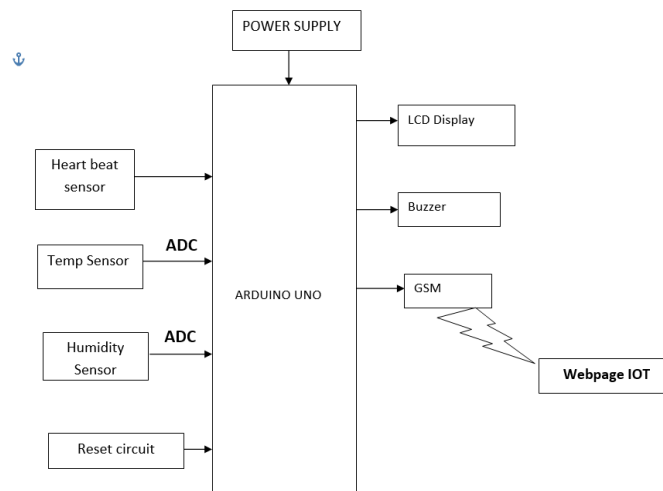 POWER SUPPLY
LCD Display
Heart beat
sensor
Buzzer
ADC
Temp Sensor
ARDUINO UNO
GSM
ADC
Humidity
Sensor
Webpage IOT
Reset circuit